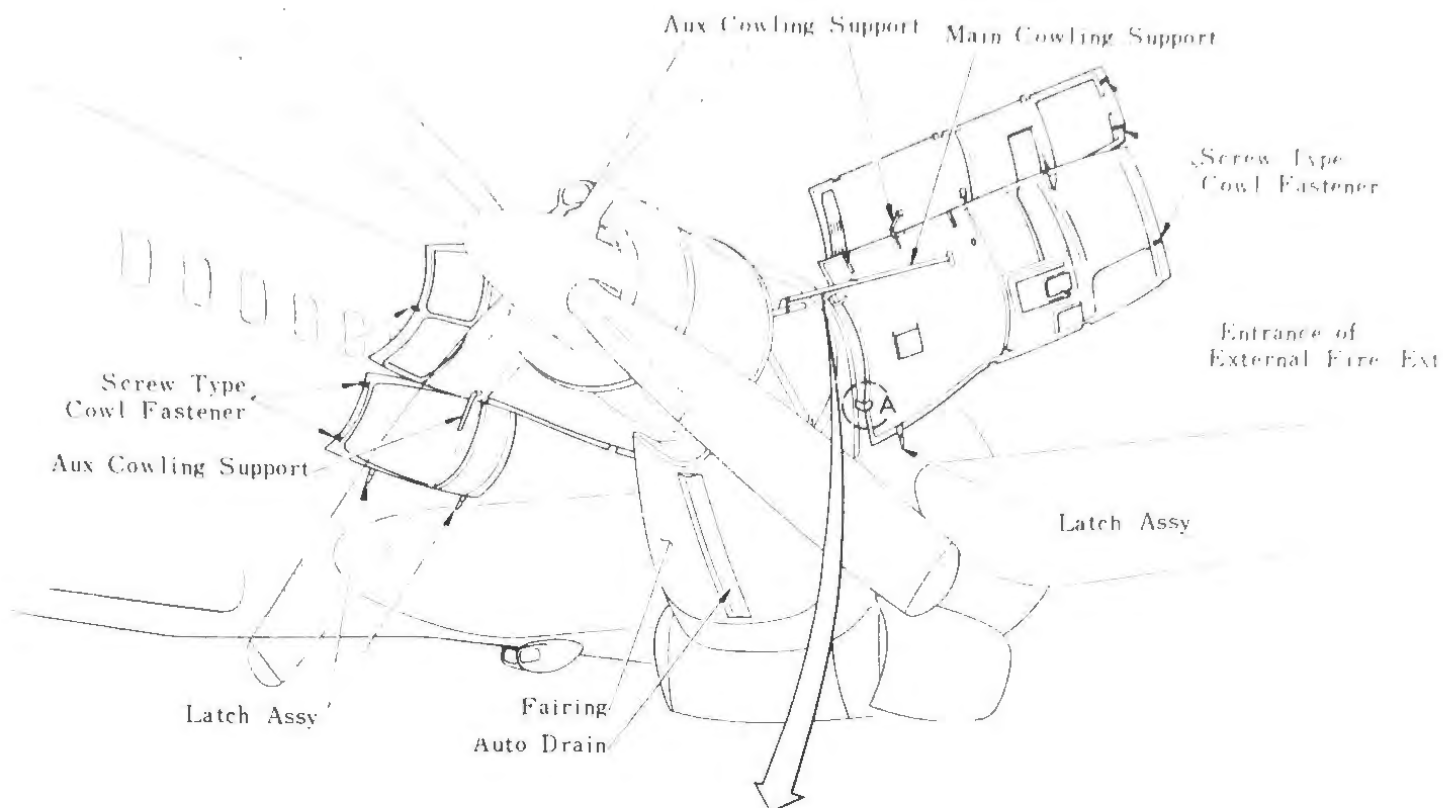 Aux Cowling Support
Main Cowling Support
Screw Type
Cowl Fastener
Entrance of
External Fire Ext
Screw Type
Cowl Fastener
Aux Cowling Support
A
Latch Assy
Latch Assy
Fairing
Auto Drain